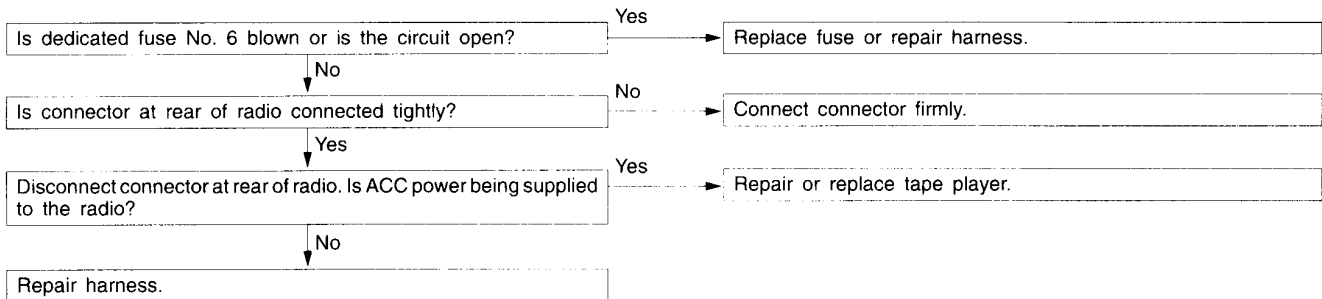 Is dedicated fuse No. 6 blown or is the circuit open?
Yes
Replace fuse or repair harness.
No
Is connector at rear of radio connected tightly?
No
Connect connector firmly.
Yes
Disconnect connector at rear of radio. Is ACC power being supplied
to the radio?
Yes
Repair or replace tape player.
No
Repair harness.